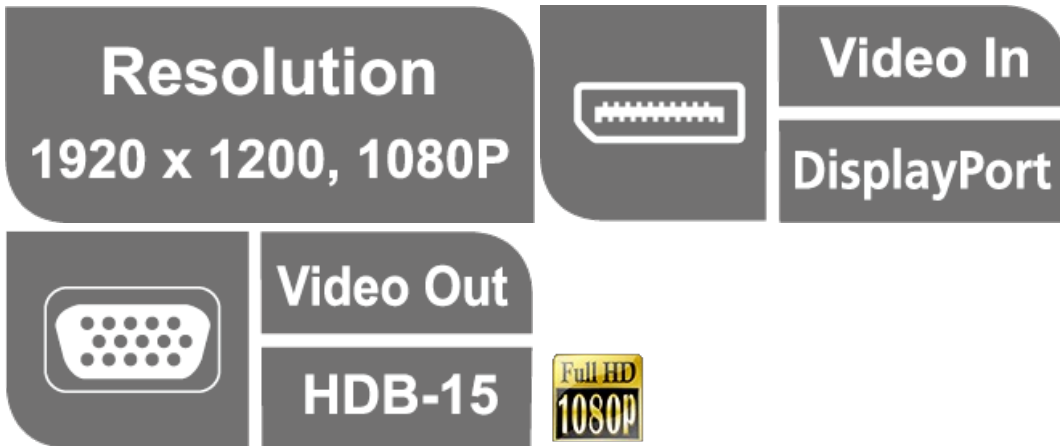 Resolution
1920 x 1200, 1080P
Video In
DisplayPort
Video Out
HDB-15
Full HD
1080P